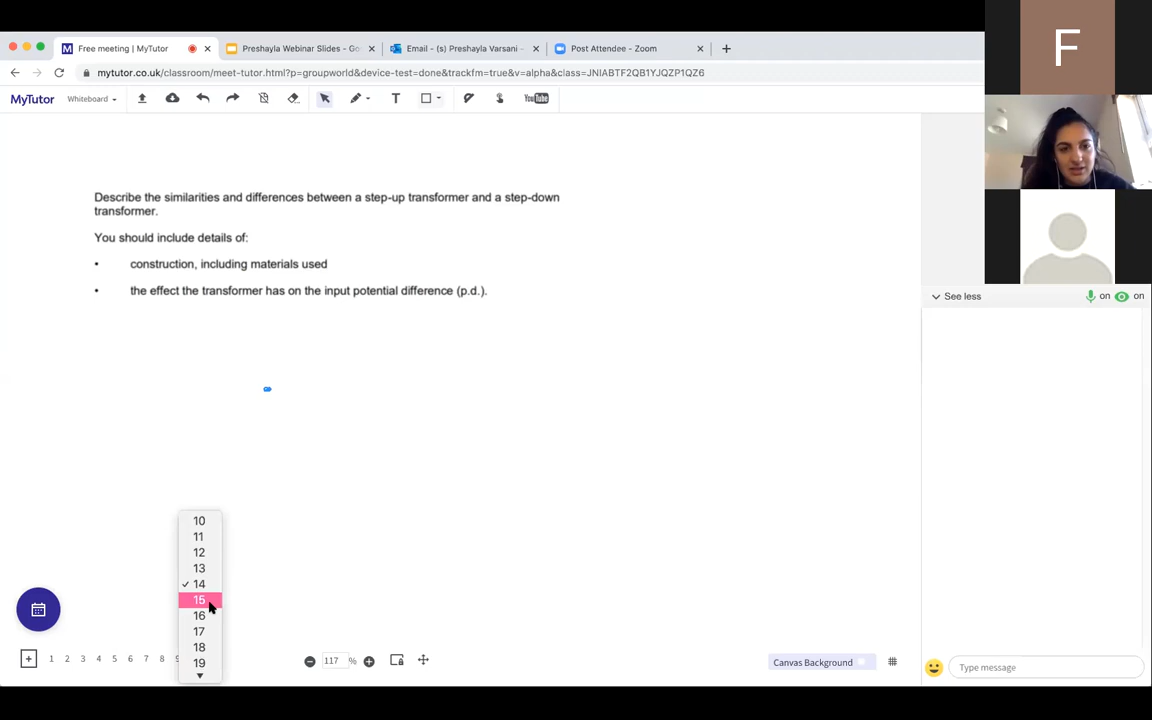 Free meeting | MyTutor
Preshayla Webinar Slides - Go
Email - (s) Preshayla Varsani -
Post Attendee - Zoom
mytutor.co.uk/classroom/meet-tutor.html?p=groupworld&device-test=done&trackfm=true&v=alpha&class=JNIABTF2QB1YJQZP1QZ6
MyTutor Whiteboard T YouTube
F
Describe the similarities and differences between a step-up transformer and a step-down
transformer.
You should include details of:
• construction, including materials used
• the effect the transformer has on the input potential difference (p.d.).
See less on on
10
11
12
13
✓ 14
15
16
17
18
19
+ 1 2 3 4 5 6 7 8 9
117 %
Canvas Background
Type message